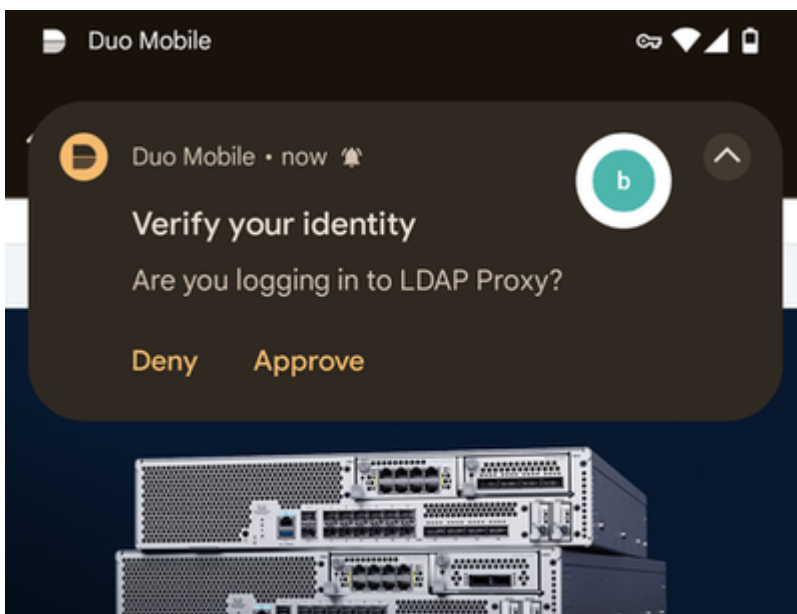 Duo Mobile
Duo Mobile • now
b
Verify your identity
Are you logging in to LDAP Proxy?
Deny Approve